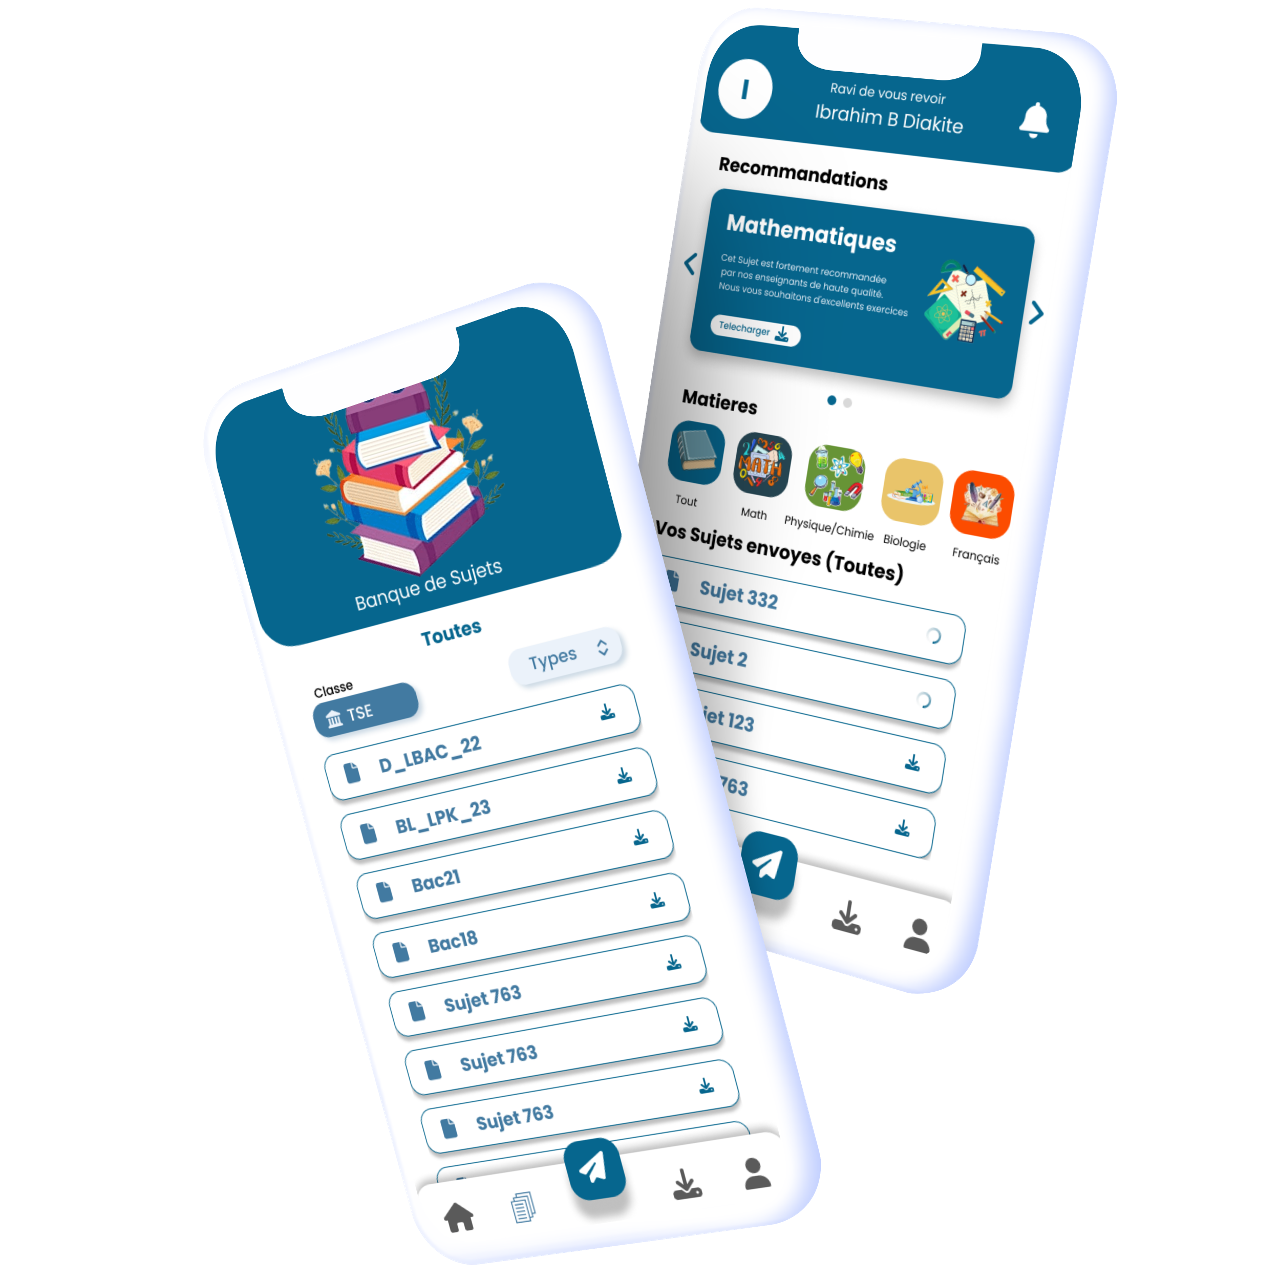 I
Ravi de vous revoir
Ibrahim B Diakite
Recommandations
Mathematiques
Cet Sujet est fortement recommandée
par nos enseignants de haute qualité.
Nous vous souhaitons d'excellents exercices
Telecharger
Matieres
MATH
Tout
Math
Physique/Chimie
Biologie
Français
Vos Sujets envoyes (Toutes)
Sujet 332
Sujet 2
jet 123
763
Banque de Sujets
Toutes
Types
Classe
TSE
D_LBAC_22
BL_LPK_23
Bac21
Bac18
Sujet 763
Sujet 763
Sujet 763